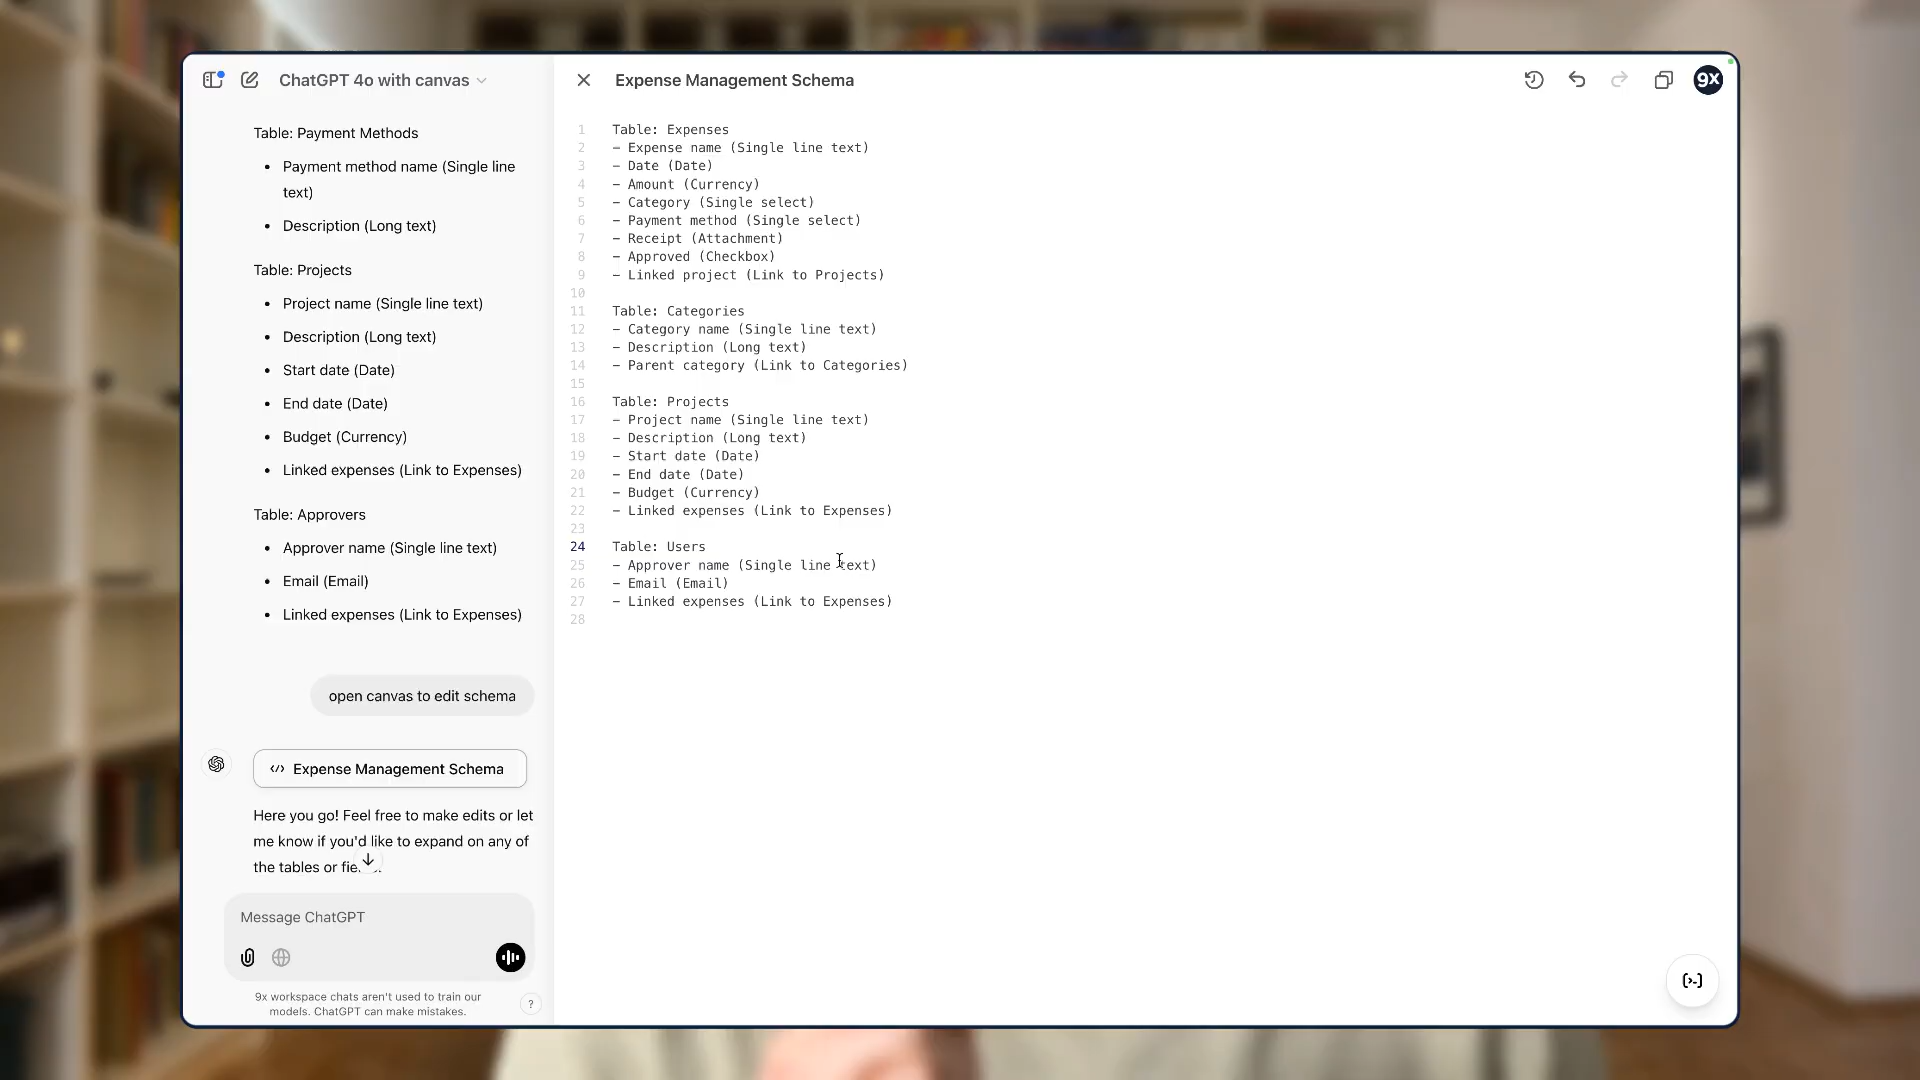 ChatGPT 4o with canvas
Table: Payment Methods
• Payment method name (Single line
text)
• Description (Long text)
Table: Projects
• Project name (Single line text)
• Description (Long text)
• Start date (Date)
• End date (Date)
• Budget (Currency)
• Linked expenses (Link to Expenses)
Table: Approvers
• Approver name (Single line text)
• Email (Email)
• Linked expenses (Link to Expenses)
open canvas to edit schema
Expense Management Schema
Here you go! Feel free to make edits or let
me know if you'd like to expand on any of
the tables or
Message ChatGPT
9x workspace chats aren't used to train our
models. ChatGPT can make mistakes.
?
Expense Management Schema
9X
1 Table: Expenses
2 – Expense name (Single line text)
3 – Date (Date)
4 – Amount (Currency)
5 – Category (Single select)
6 – Payment method (Single select)
7 – Receipt (Attachment)
8 – Approved (Checkbox)
9 – Linked project (Link to Projects)
10
11 Table: Categories
12 – Category name (Single line text)
13 – Description (Long text)
14 – Parent category (Link to Categories)
15
16 Table: Projects
17 – Project name (Single line text)
18 – Description (Long text)
19 – Start date (Date)
20 – End date (Date)
21 – Budget (Currency)
22 – Linked expenses (Link to Expenses)
23
24 Table: Users
25 – Approver name (Single line text)
26 – Email (Email)
27 – Linked expenses (Link to Expenses)
28